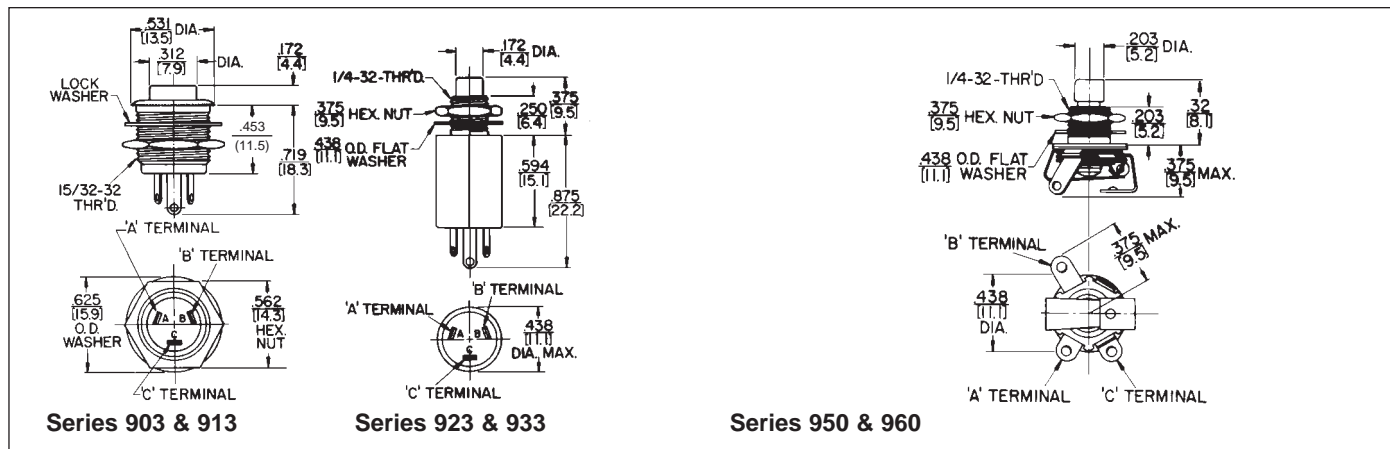 .531 DIA.
[13.5]
.312 DIA.
[7.9]
.172
[4.4]
LOCK
WASHER
.453
(11.5)
.719
[18.3]
15/32-32
THR'D.
'A' TERMINAL
'B' TERMINAL
.625
[15.9]
O.D.
WASHER
A B
C
.562
[14.3]
HEX.
NUT
'C' TERMINAL
Series 903 & 913
.172 DIA.
[4.4]
1/4-32-THR'D.
.375 HEX. NUT
[9.5]
.250
[6.4]
.375
[9.5]
.438 O.D. FLAT
[11.1] WASHER
.594
[15.1]
.875
[22.2]
'B' TERMINAL
'A' TERMINAL
A B
C
.438
[11.1]
DIA. MAX.
'C' TERMINAL
Series 923 & 933
.203 DIA.
[5.2]
1/4-32-THR'D
.375 HEX. NUT
[9.5]
.203
[5.2]
.32
[8.1]
.438 O.D. FLAT
[11.1] WASHER
.375 MAX.
[9.5]
'B' TERMINAL
.375 MAX.
[9.5]
.438
[11.1]
DIA.
'A' TERMINAL
'C' TERMINAL
Series 950 & 960